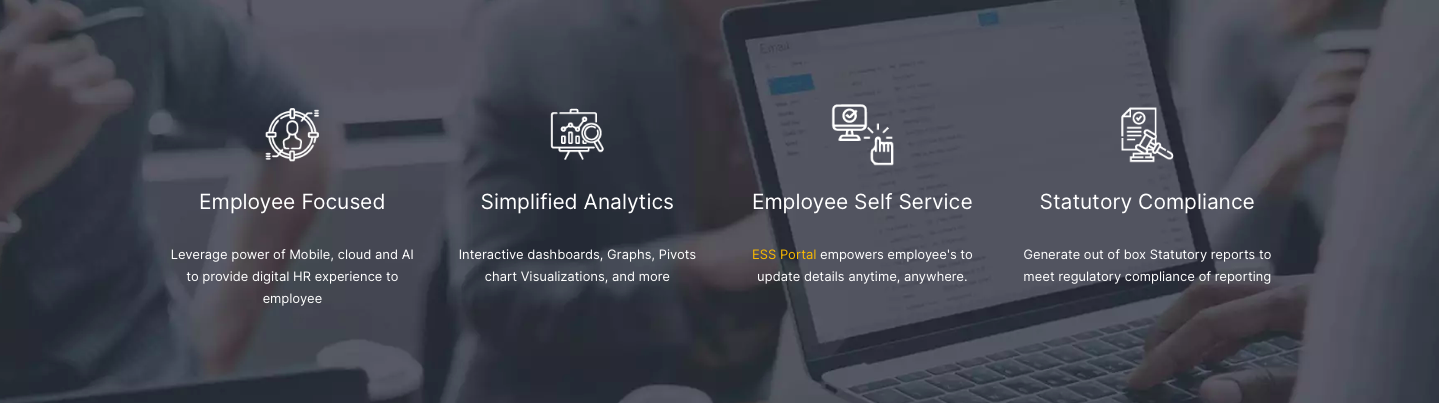 Email
Employee Focused
Leverage power of Mobile, cloud and AI
to provide digital HR experience to
employee
Simplified Analytics
Interactive dashboards, Graphs, Pivots
chart Visualizations, and more
Employee Self Service
ESS Portal empowers employee's to
update details anytime, anywhere.
Statutory Compliance
Generate out of box Statutory reports to
meet regulatory compliance of reporting